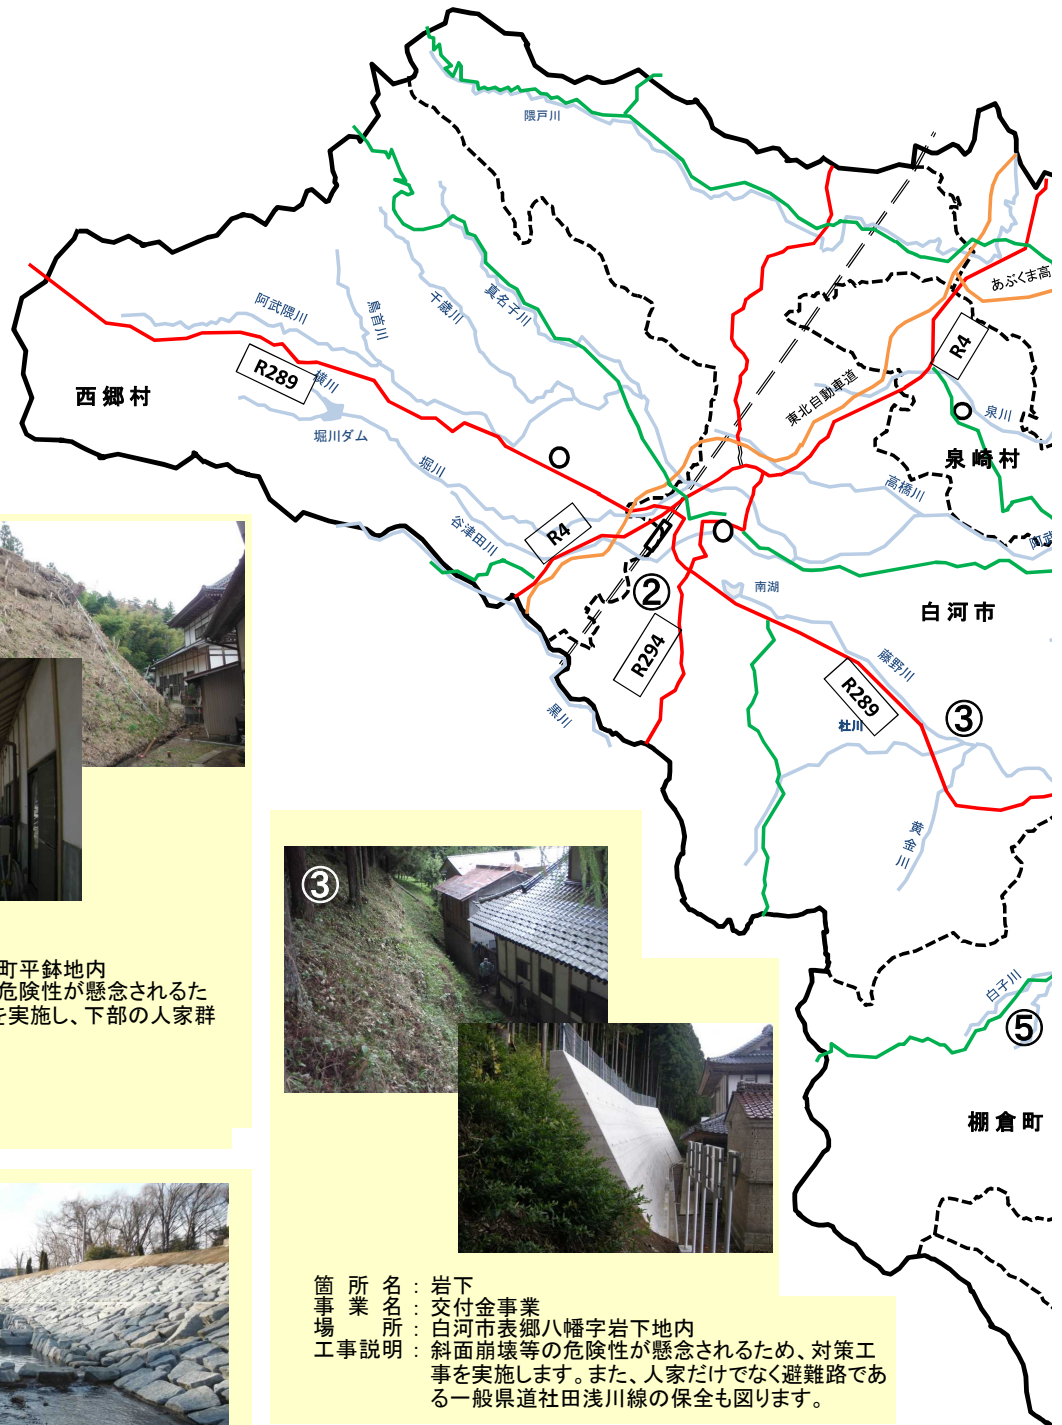 隈戸川
あぶくま高
阿武隈川
鳥首川
千歳川
真名子川
R289
横川
R4
東北自動車道
泉川
西郷村
堀川ダム
堀川
泉崎村
高橋川
谷津田川
R4
阿武
②
南湖
白河市
R294
藤野川
R289
③
社川
黒川
黄金川
白子川
⑤
棚倉町
町平鉢地内
危険性が懸念されるた
を実施し、下部の人家群
③
箇所名：岩下
事業名：交付金事業
場所：白河市表郷八幡字岩下地内
工事説明：斜面崩壊等の危険性が懸念されるため、対策工
事を実施します。また、人家だけでなく避難路であ
る一般県道社田浅川線の保全も図ります。